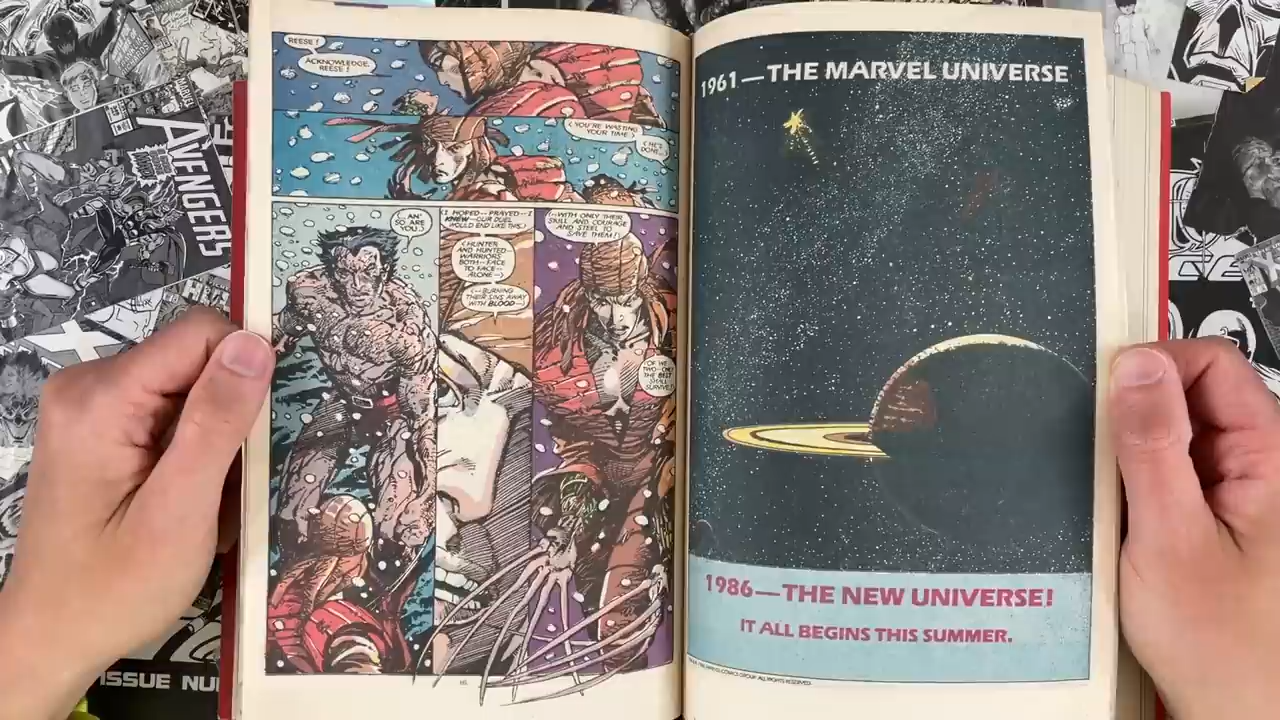 REESE!
ACKNOWLEDGE,
REESE!
<YOU'RE WASTING
YOUR TIME.>
<HE'S
DONE...>
AN'
SO ARE
YOU.
<I HOPED--PRAYED--I
KNEW--OUR DUEL
WOULD END LIKE THIS.>
<HUNTER
AND HUNTED--
WARRIORS
BOTH--FACE
TO FACE--
ALONE-->
<--BURNING
THEIR SINS AWAY
WITH BLOOD-->
<--WITH ONLY THEIR
SKILL AND COURAGE
AND STEEL TO
SAVE THEM!>
<OF WE
TWO--ONLY
THE BEST
SHALL
SURVIVE!>
1961—THE MARVEL UNIVERSE
1986—THE NEW UNIVERSE!
IT ALL BEGINS THIS SUMMER.
AVENGERS
ISSUE NU